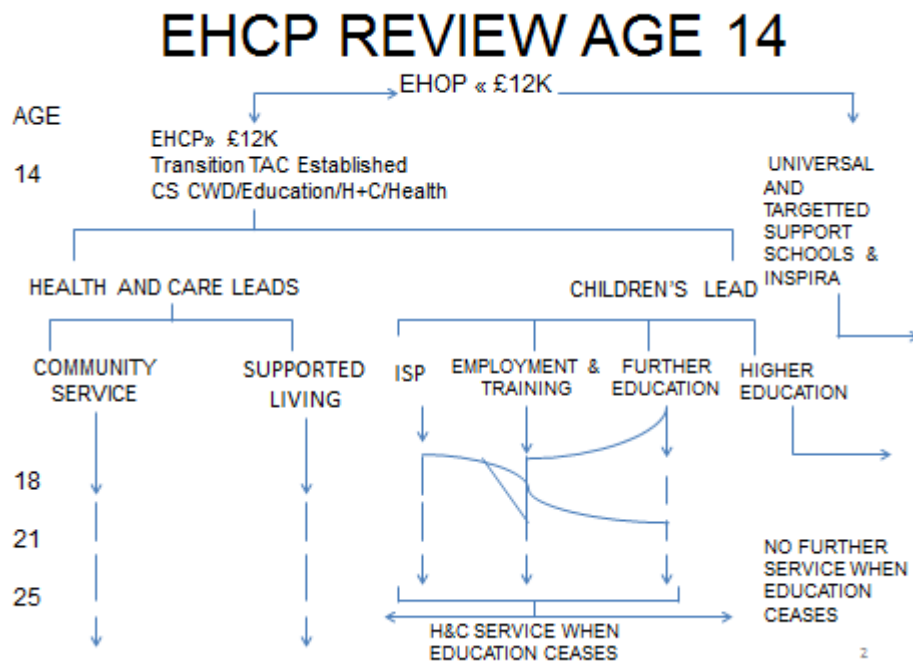 EHCP REVIEW AGE 14
EHOP « £12K
AGE
14
EHCP» £12K
Transition TAC Established
CS CWD/Education/H+C/Health
UNIVERSAL
AND
TARGETTED
SUPPORT
SCHOOLS &
INSPIRA
HEALTH AND CARE LEADS
CHILDREN'S LEAD
COMMUNITY
SERVICE
SUPPORTED
LIVING
ISP
EMPLOYMENT &
TRAINING
FURTHER
EDUCATION
HIGHER
EDUCATION
18
21
25
NO FURTHER
SERVICE WHEN
EDUCATION
CEASES
H&C SERVICE WHEN
EDUCATION CEASES
2